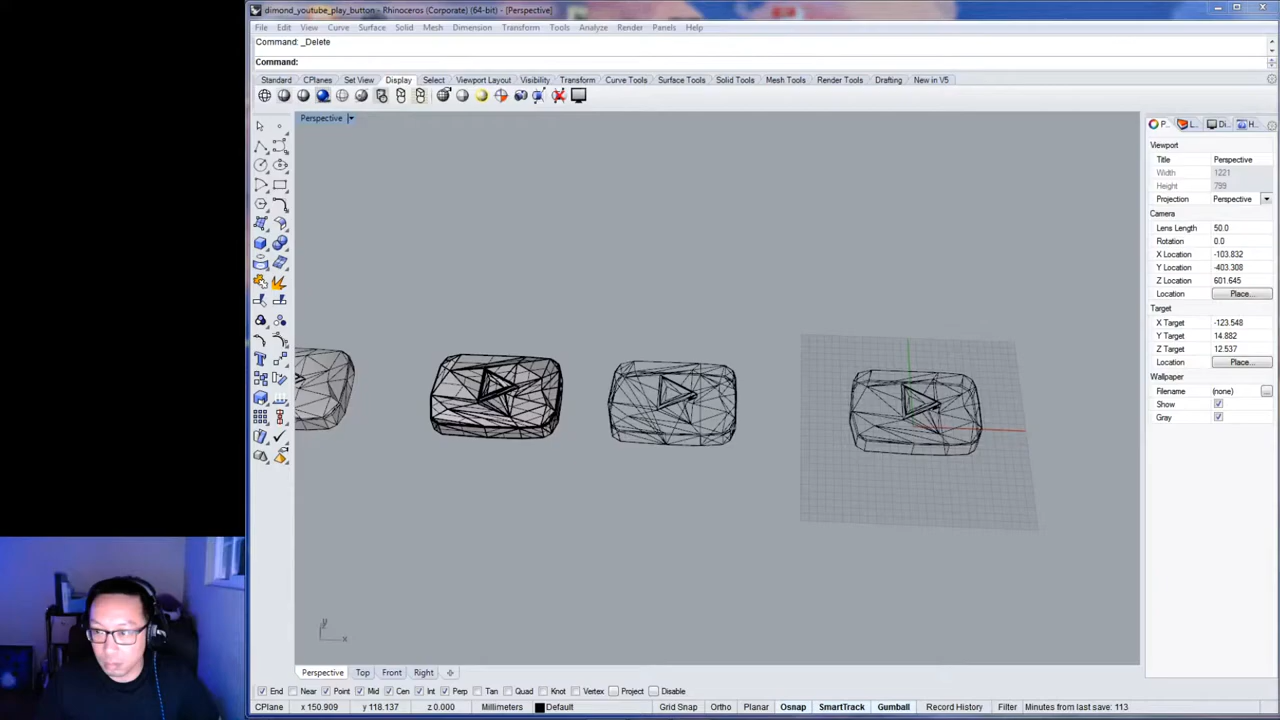 dimond_youtube_play_button - Rhinoceros (Corporate) (64-bit) - [Perspective]
File Edit View Curve Surface Solid Mesh Dimension Transform Tools Analyze Render Panels Help
Command: _Delete
Command:
Standard CPlanes Set View Display Select Viewport Layout Visibility Transform Curve Tools Surface Tools Solid Tools Mesh Tools Render Tools Drafting New in V5
Perspective
P... L... Di... H...
Viewport
Title Perspective
Width 1221
Height 799
Projection Perspective
Camera
Lens Length 50.0
Rotation 0.0
X Location -103.832
Y Location -403.308
Z Location 601.645
Location Place...
Target
X Target -123.548
Y Target 14.882
Z Target 12.537
Location Place...
Wallpaper
Filename (none) ...
Show
Gray
y
x
Perspective Top Front Right
End Near Point Mid Cen Int Perp Tan Quad Knot Vertex Project Disable
CPlane x 150.909 y 118.137 z 0.000 Millimeters Default Grid Snap Ortho Planar Osnap SmartTrack Gumball Record History Filter Minutes from last save: 113